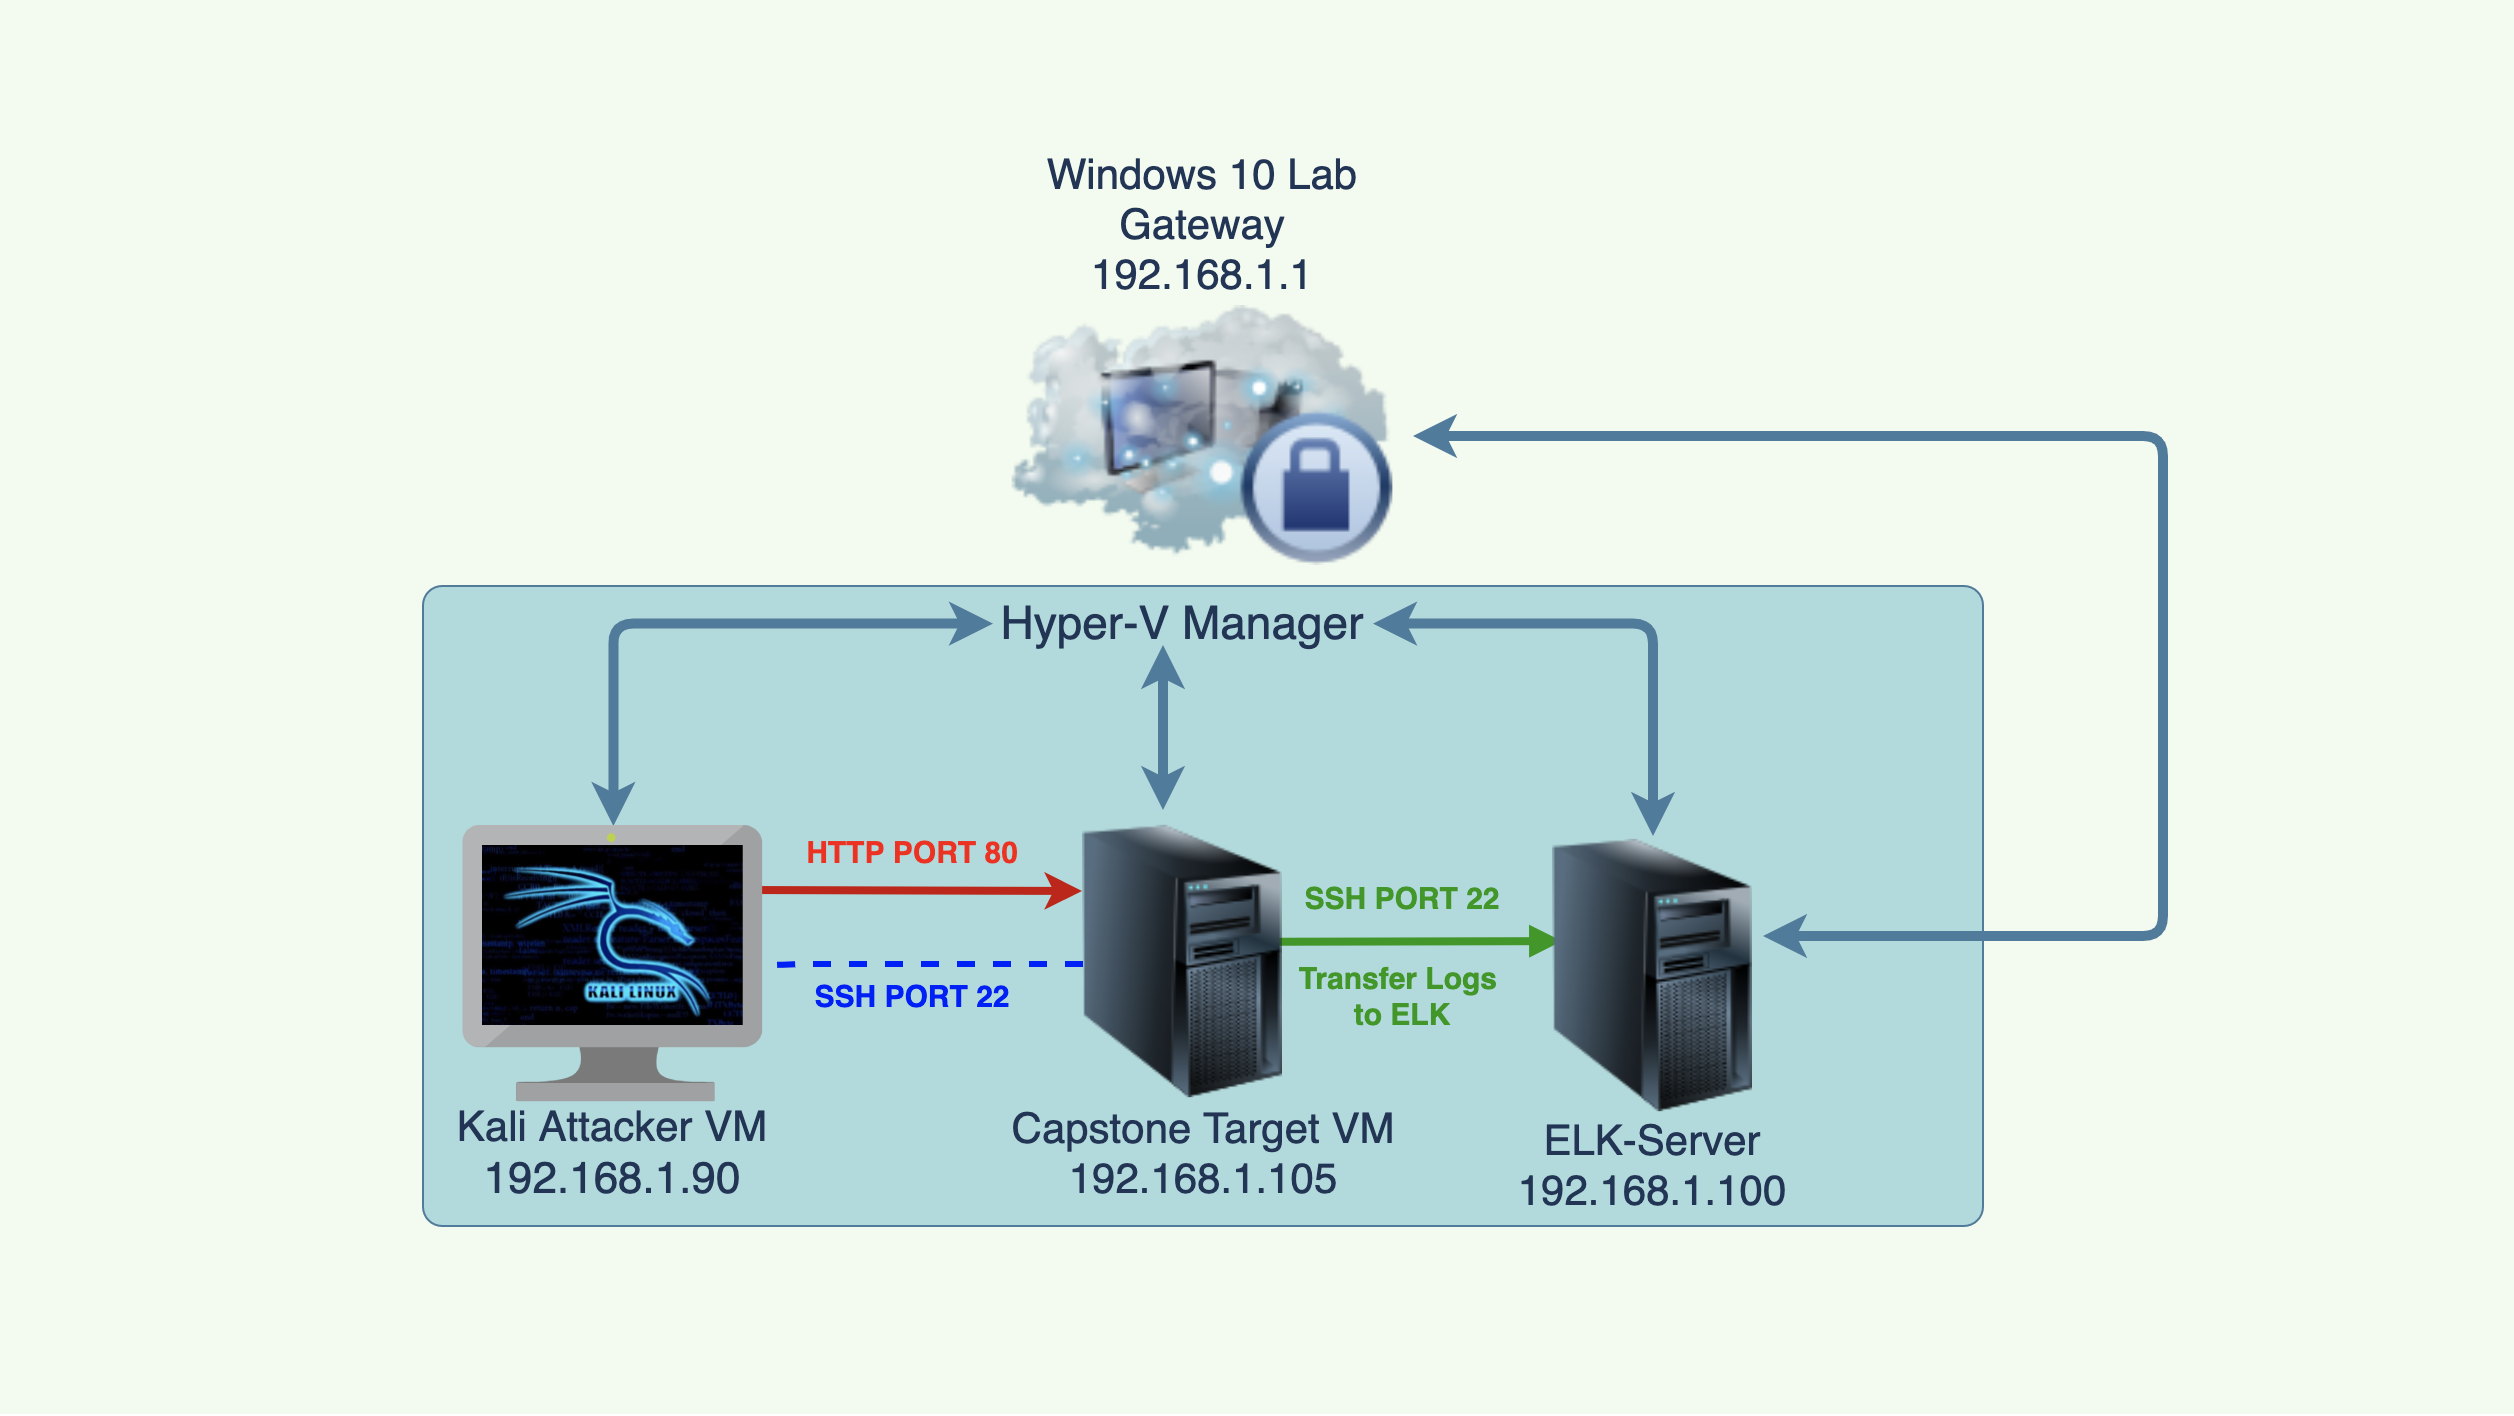 Windows 10 Lab
Gateway
192.168.1.1
Hyper-V Manager
HTTP PORT 80
SSH PORT 22
SSH PORT 22
Transfer Logs
to ELK
KALI LINUX
Kali Attacker VM
192.168.1.90
Capstone Target VM
192.168.1.105
ELK-Server
192.168.1.100